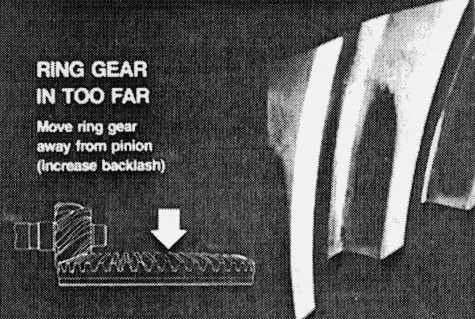 RING GEAR
IN TOO FAR
Move ring gear
away from pinion
(increase backlash)